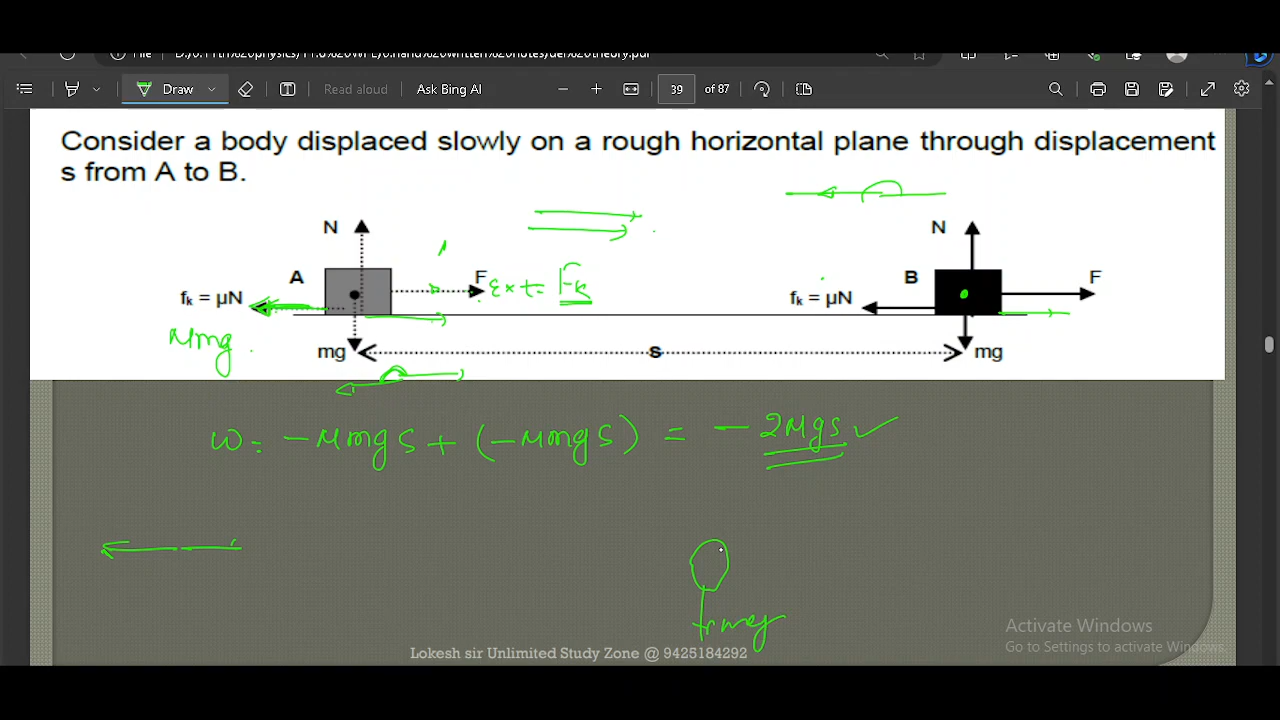 Draw
Read aloud
Ask Bing AI
39
of 87
Consider a body displaced slowly on a rough horizontal plane through displacement
s from A to B.
N
N
A
F
ext = Fk
B
F
fk = μN
fk = μN
μmg
mg
s
mg
W = -μmgs + (-μmgs) = -2μgs ✓
Activate Windows
Go to Settings to activate Windows.
Lokesh sir Unlimited Study Zone @ 9425184292